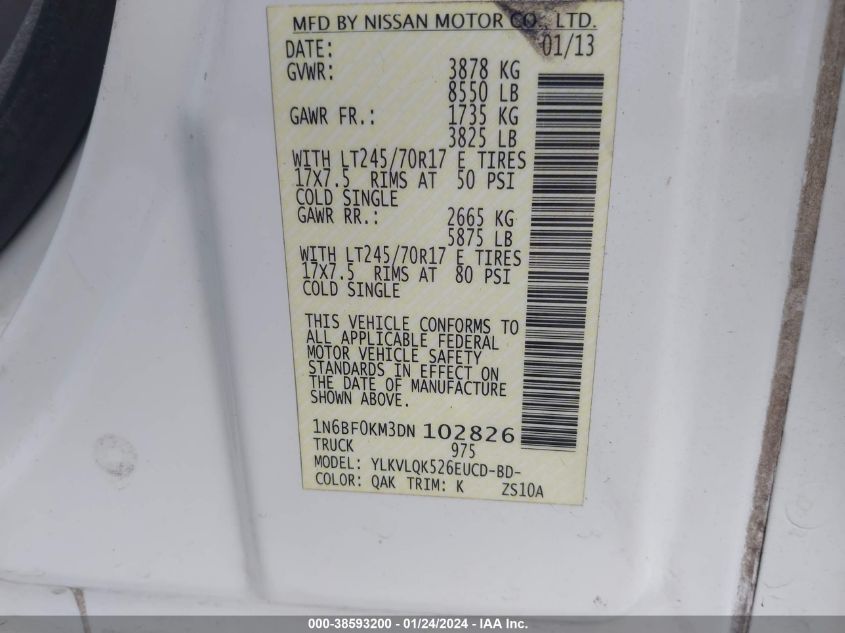 MFD BY NISSAN MOTOR CO., LTD.
DATE: 01/13
GVWR: 3878 KG
8550 LB
GAWR FR.: 1735 KG
3825 LB
WITH LT245/70R17 E TIRES
17X7.5 RIMS AT 50 PSI
COLD SINGLE
GAWR RR.: 2665 KG
5875 LB
WITH LT245/70R17 E TIRES
17X7.5 RIMS AT 80 PSI
COLD SINGLE
THIS VEHICLE CONFORMS TO
ALL APPLICABLE FEDERAL
MOTOR VEHICLE SAFETY
STANDARDS IN EFFECT ON
THE DATE OF MANUFACTURE
SHOWN ABOVE.
1N6BF0KM3DN 102826
TRUCK 975
MODEL: YLKVLQK526EUCD-BD-
COLOR: QAK TRIM: K ZS10A
000-38593200 - 01/24/2024 - IAA Inc.